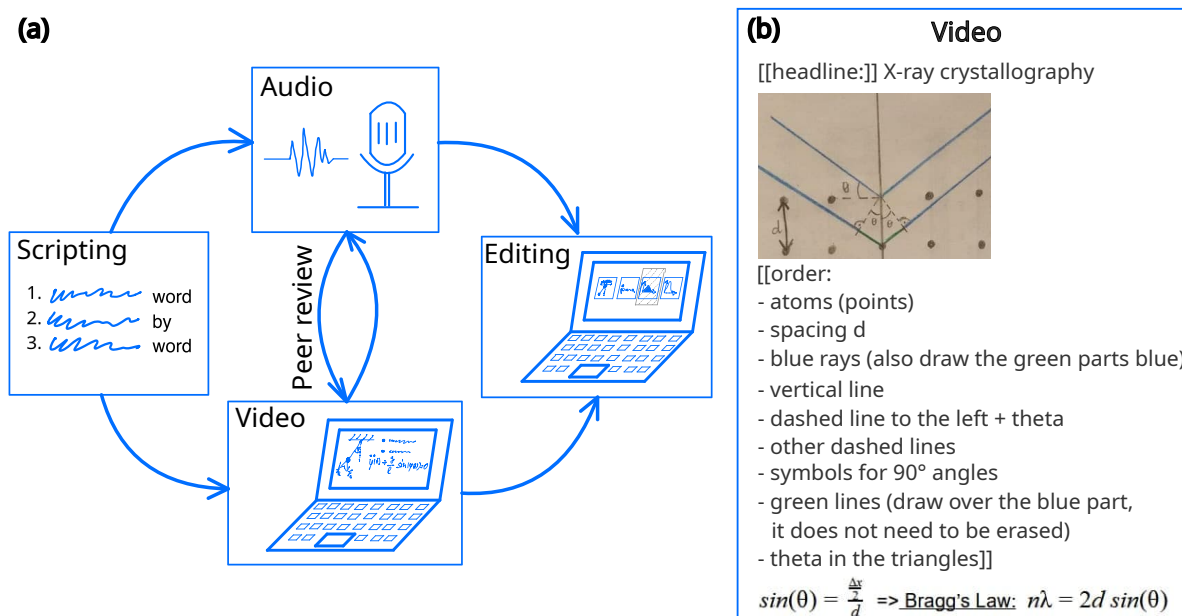 (a)
Audio
Scripting
1. word
2. by
3. word
Peer review
Editing
Video
(b)
Video
[[headline:]] X-ray crystallography
θ
d
θ θ
[[order:
- atoms (points)
- spacing d
- blue rays (also draw the green parts blue)
- vertical line
- dashed line to the left + theta
- other dashed lines
- symbols for 90° angles
- green lines (draw over the blue part,
it does not need to be erased)
- theta in the triangles]]
sin(θ) = Δx/2/d => Bragg's Law: nλ = 2d sin(θ)